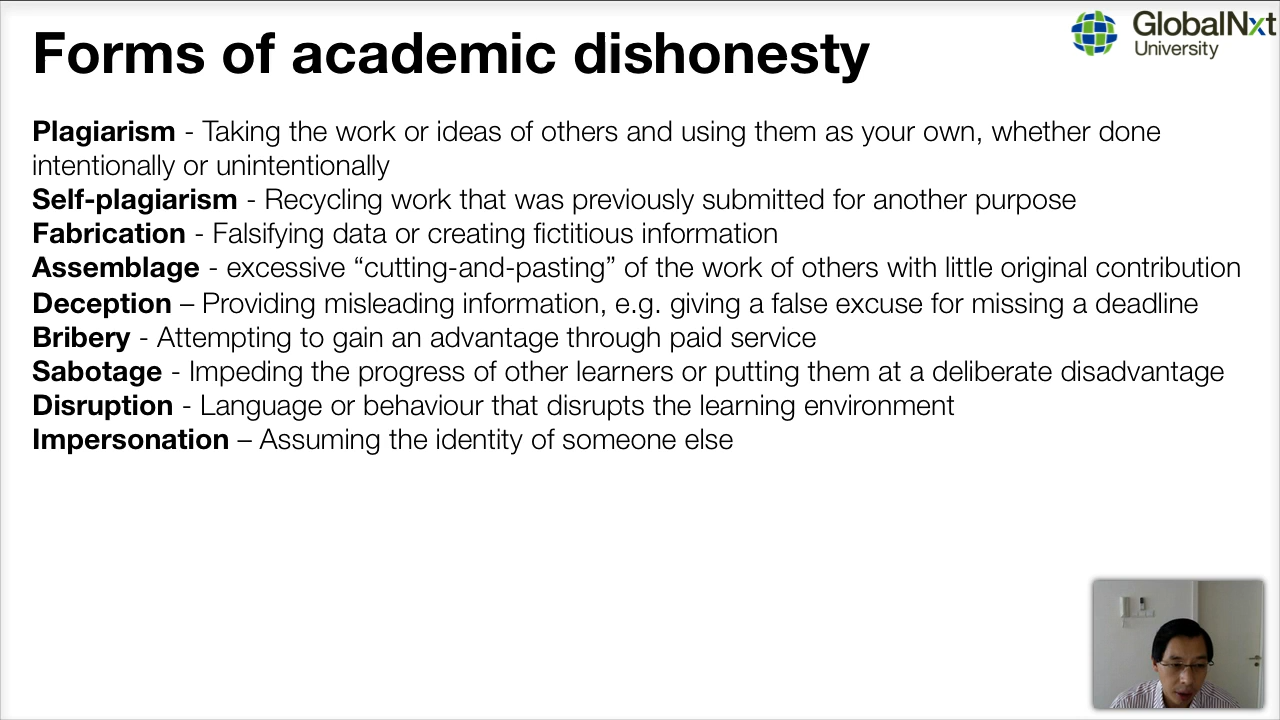 Forms of academic dishonesty
GlobalNxt
University
Plagiarism - Taking the work or ideas of others and using them as your own, whether done
intentionally or unintentionally
Self-plagiarism - Recycling work that was previously submitted for another purpose
Fabrication - Falsifying data or creating fictitious information
Assemblage - excessive “cutting-and-pasting” of the work of others with little original contribution
Deception – Providing misleading information, e.g. giving a false excuse for missing a deadline
Bribery - Attempting to gain an advantage through paid service
Sabotage - Impeding the progress of other learners or putting them at a deliberate disadvantage
Disruption - Language or behaviour that disrupts the learning environment
Impersonation – Assuming the identity of someone else